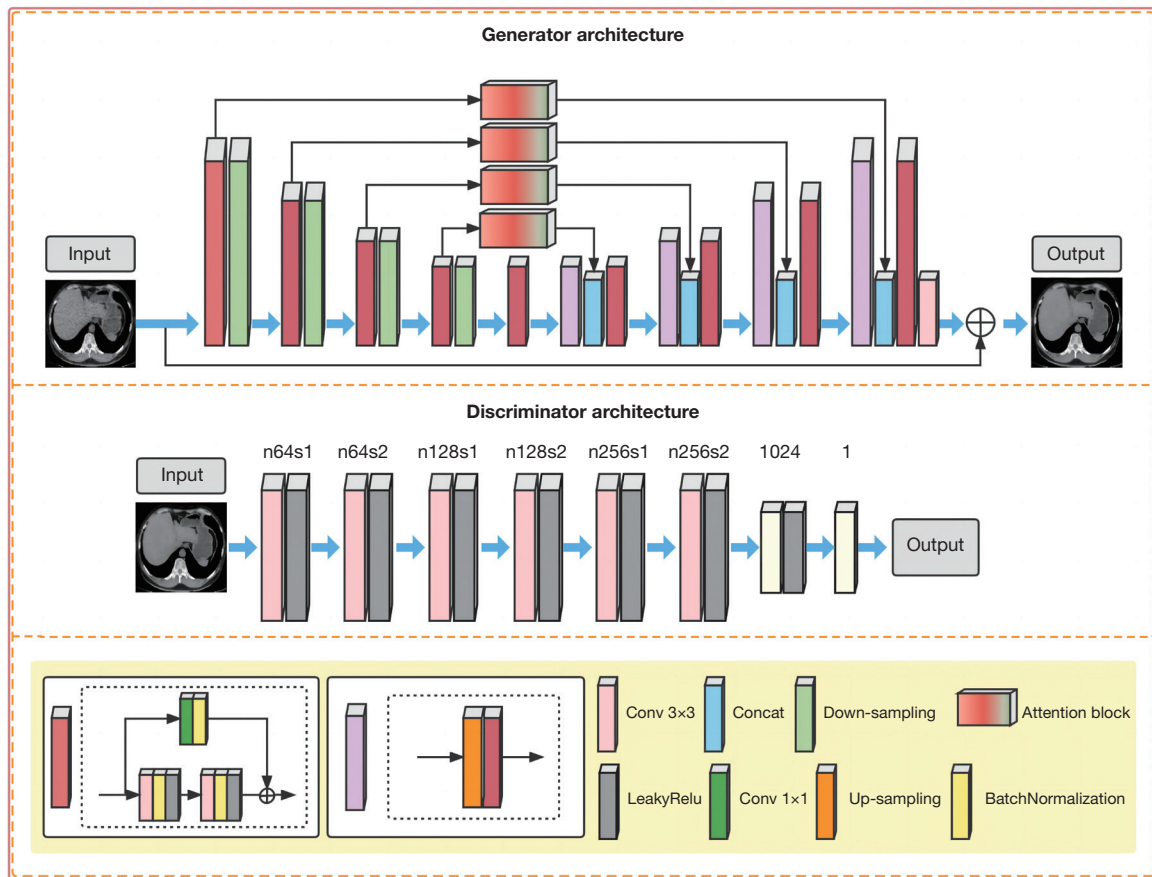 Generator architecture
Input
Output
Discriminator architecture
n64s1 n64s2 n128s1 n128s2 n256s1 n256s2 1024 1
Input
Output
Conv 3×3 Concat Down-sampling Attention block
LeakyRelu Conv 1×1 Up-sampling BatchNormalization